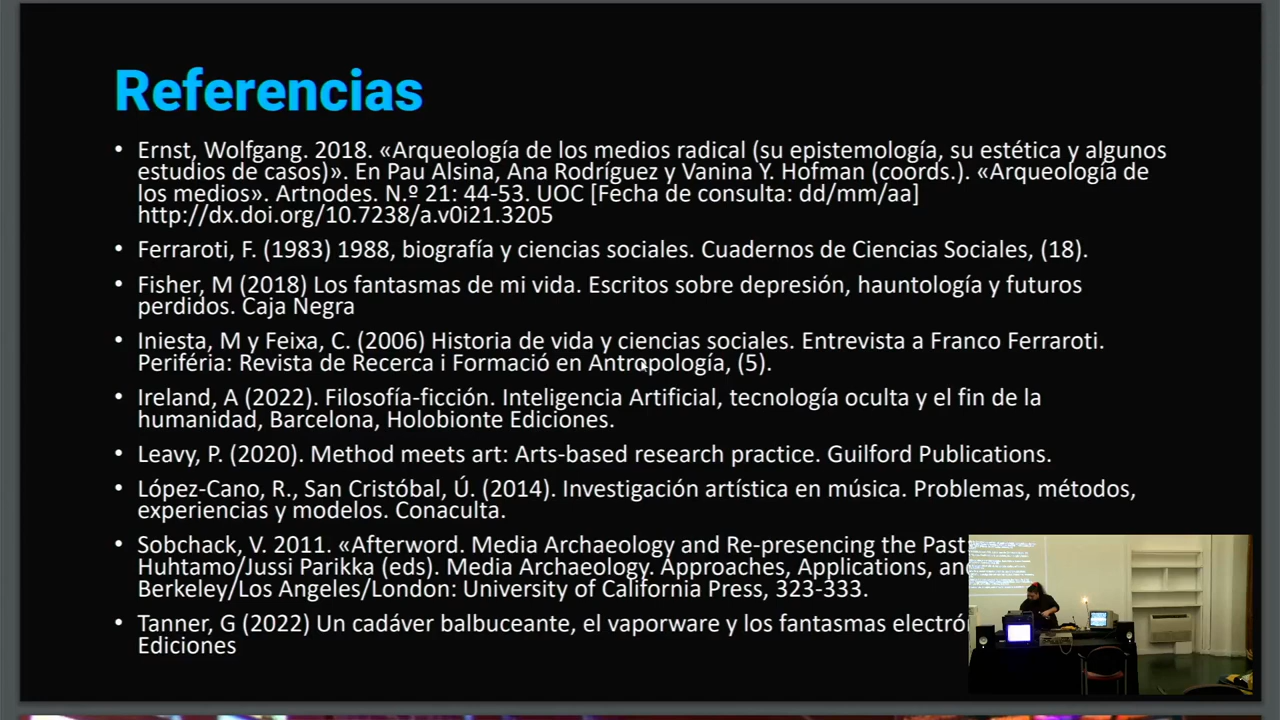 Referencias
• Ernst, Wolfgang. 2018. «Arqueología de los medios radical (su epistemología, su estética y algunos
estudios de casos)». En Pau Alsina, Ana Rodríguez y Vanina Y. Hofman (coords.). «Arqueología de
los medios». Artnodes. N.º 21: 44-53. UOC [Fecha de consulta: dd/mm/aa]
http://dx.doi.org/10.7238/a.v0i21.3205
• Ferraroti, F. (1983) 1988, biografía y ciencias sociales. Cuadernos de Ciencias Sociales, (18).
• Fisher, M (2018) Los fantasmas de mi vida. Escritos sobre depresión, hauntología y futuros
perdidos. Caja Negra
• Iniesta, M y Feixa, C. (2006) Historia de vida y ciencias sociales. Entrevista a Franco Ferraroti.
Periféria: Revista de Recerca i Formació en Antropología, (5).
• Ireland, A (2022). Filosofía-ficción. Inteligencia Artificial, tecnología oculta y el fin de la
humanidad, Barcelona, Holobionte Ediciones.
• Leavy, P. (2020). Method meets art: Arts-based research practice. Guilford Publications.
• López-Cano, R., San Cristóbal, Ú. (2014). Investigación artística en música. Problemas, métodos,
experiencias y modelos. Conaculta.
• Sobchack, V. 2011. «Afterword. Media Archaeology and Re-presencing the Past
Huhtamo/Jussi Parikka (eds). Media Archaeology. Approaches, Applications, and
Berkeley/Los Angeles/London: University of California Press, 323-333.
• Tanner, G (2022) Un cadáver balbuceante, el vaporware y los fantasmas
Ediciones